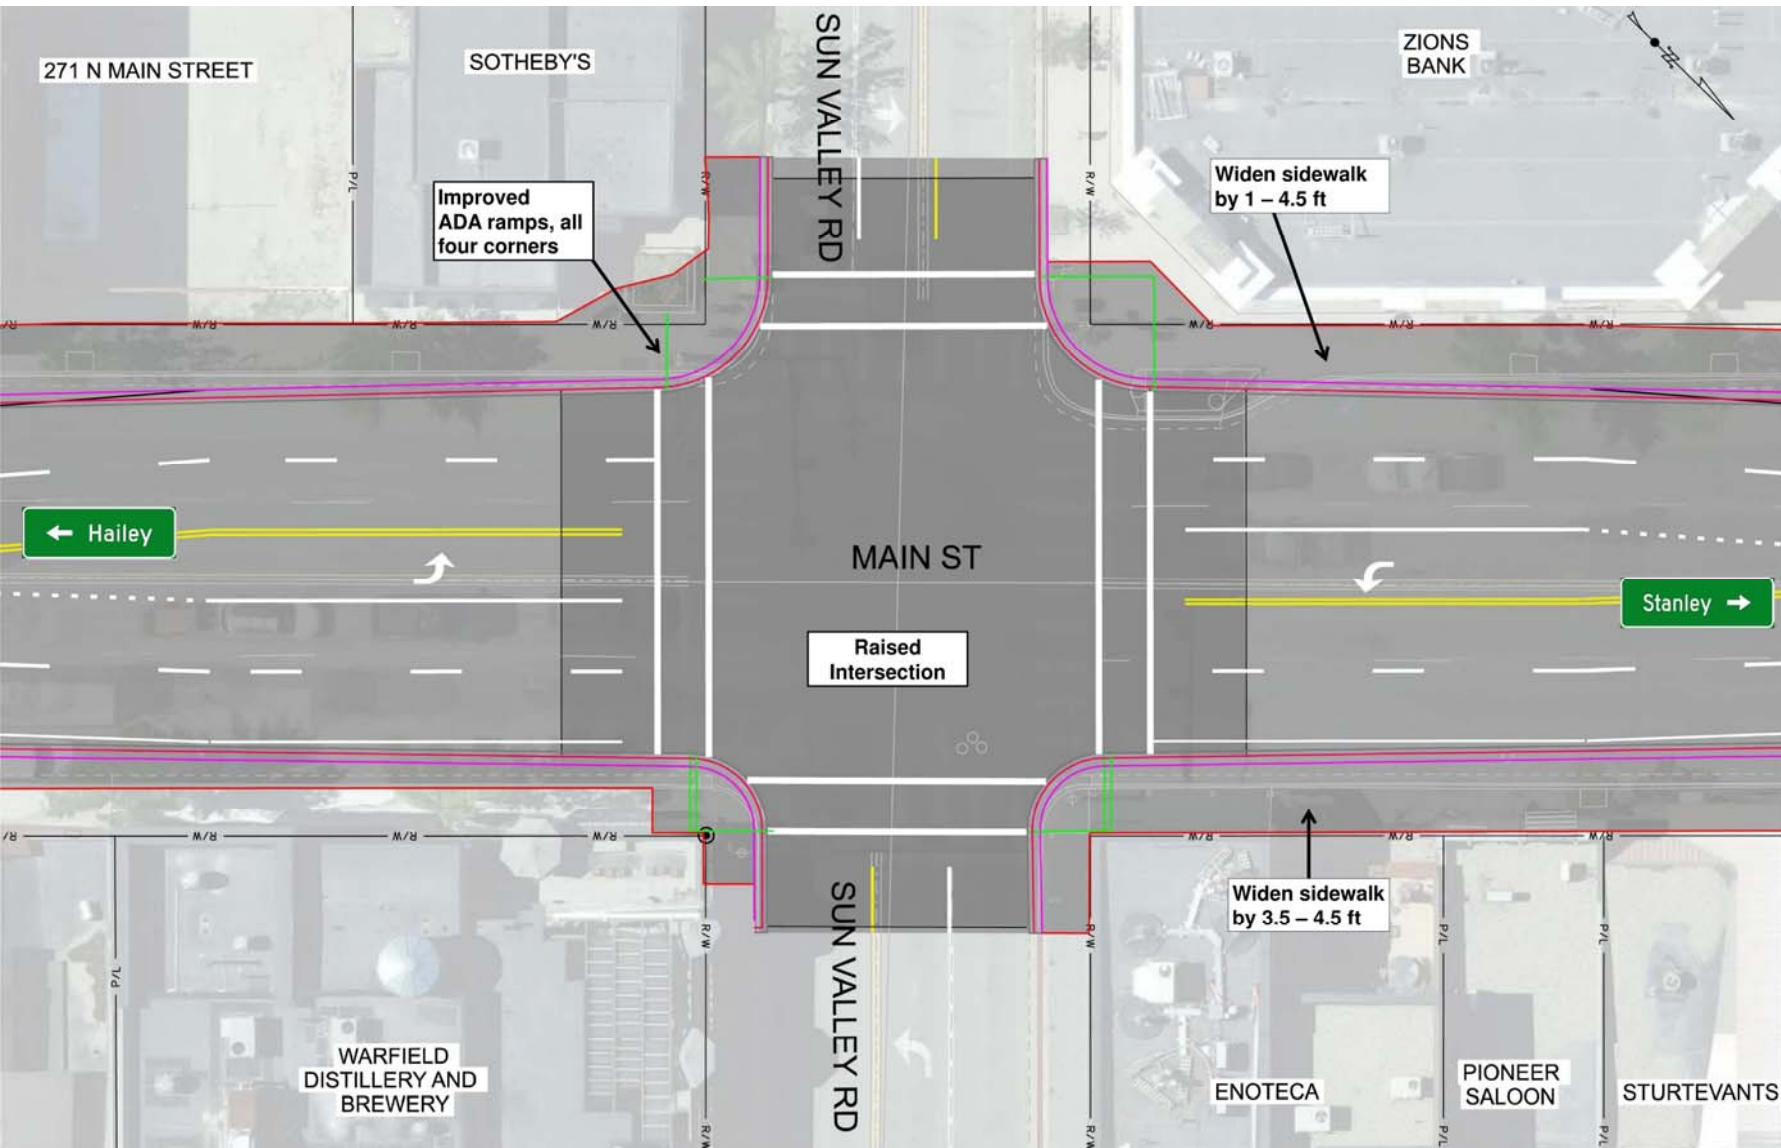 271 N MAIN STREET
SOTHEBY'S
SUN VALLEY RD
ZIONS
BANK
N
P/L
R/W
R/W
Improved
ADA ramps, all
four corners
Widen sidewalk
by 1 – 4.5 ft
R/W
R/W
R/W
R/W
R/W
R/W
R/W
← Hailey
MAIN ST
Stanley →
Raised
Intersection
R/W
R/W
R/W
R/W
R/W
R/W
R/W
Widen sidewalk
by 3.5 – 4.5 ft
SUN VALLEY RD
P/L
R/W
R/W
P/L
P/L
WARFIELD
DISTILLERY AND
BREWERY
ENOTECA
PIONEER
SALOON
STURTEVANTS
R/W
R/W
P/L
P/L